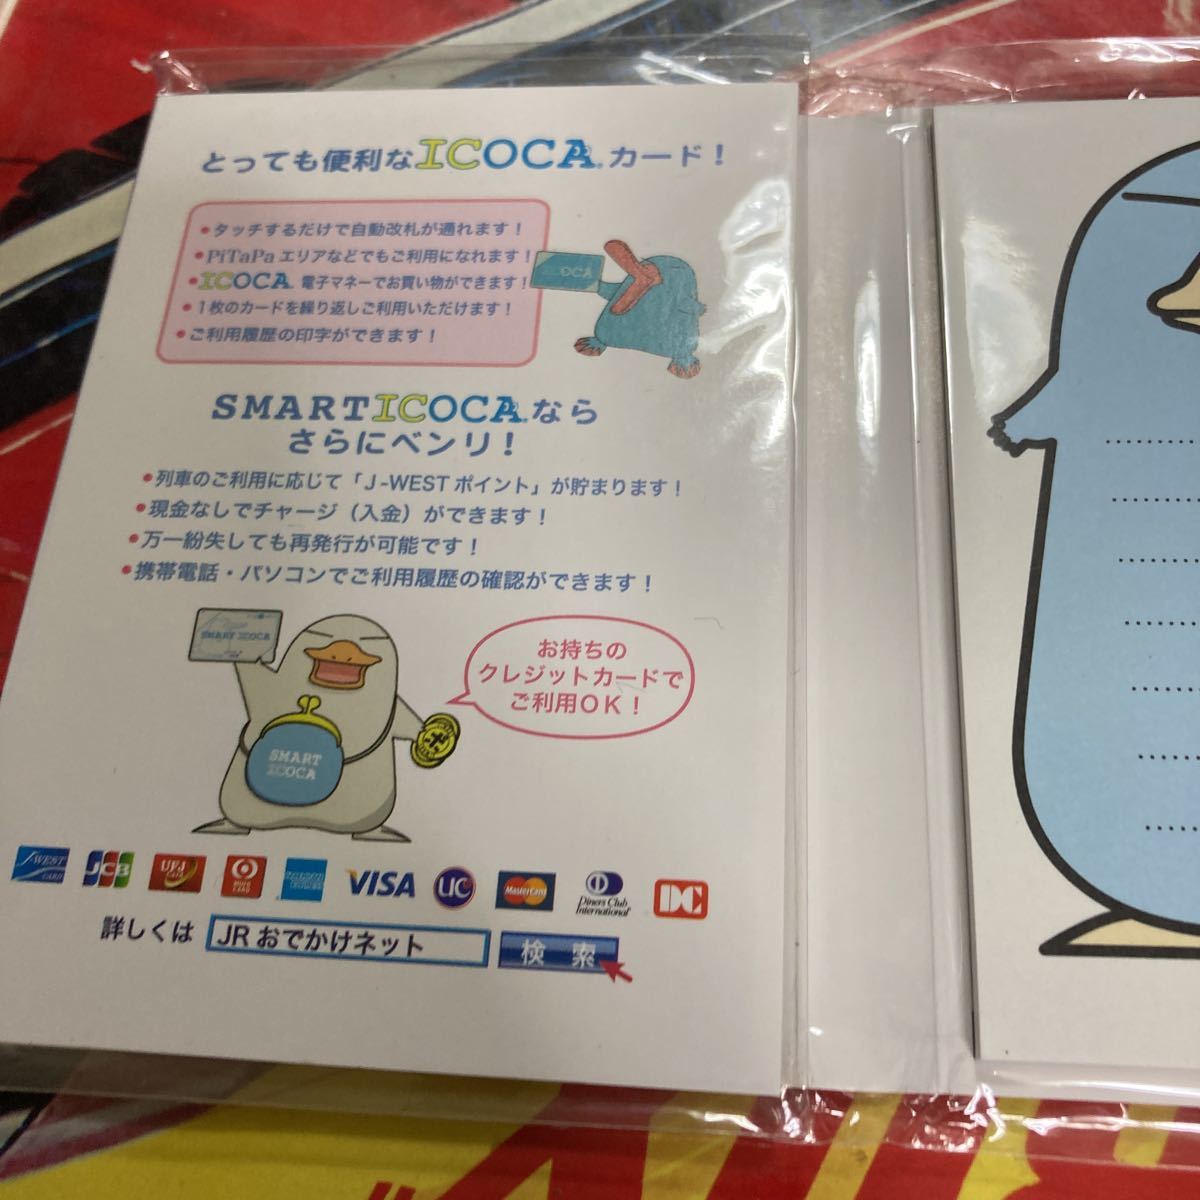 とっても便利なICOCA®カード!
• タッチするだけで自動改札が通れます!
• PiTaPaエリアなどでもご利用になれます!
• ICOCA® 電子マネーでお買い物ができます!
• 1枚のカードを繰り返しご利用いただけます!
• ご利用履歴の印字ができます!
ICOCA
SMART ICOCA®なら
さらにベンリ!
• 列車のご利用に応じて「J-WESTポイント」が貯まります!
• 現金なしでチャージ(入金)ができます!
• 万一紛失しても再発行が可能です!
• 携帯電話・パソコンでご利用履歴の確認ができます!
SMART ICOCA
お持ちの
クレジットカードで
ご利用OK!
SMART
ICOCA
ポ
J-WEST CARD
JCB
UFJ Card
AMERICAN EXPRESS
VISA
UC
MasterCard
Diners Club International
DC
詳しくは JRおでかけネット 検索